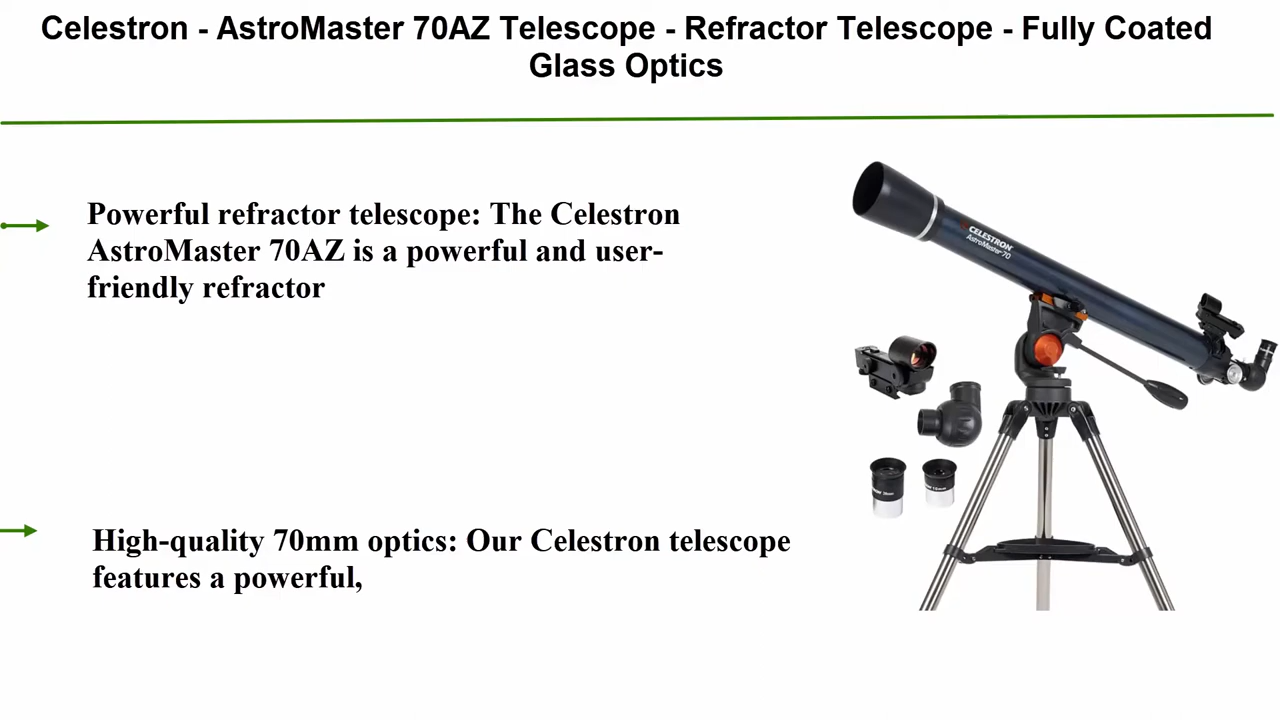 Celestron - AstroMaster 70AZ Telescope - Refractor Telescope - Fully Coated
Glass Optics
Powerful refractor telescope: The Celestron
AstroMaster 70AZ is a powerful and user-
friendly refractor
CELESTRON
AstroMaster 70
High-quality 70mm optics: Our Celestron telescope
features a powerful,